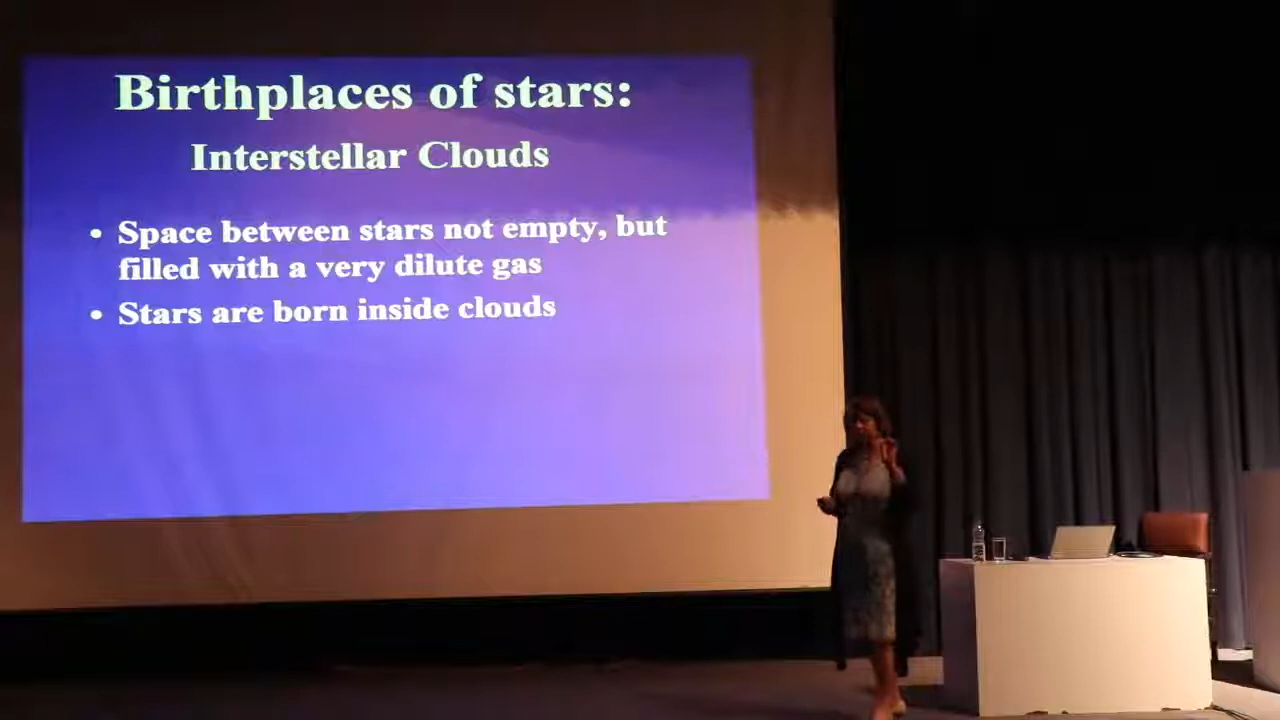 Birthplaces of stars:
Interstellar Clouds
• Space between stars not empty, but
filled with a very dilute gas
• Stars are born inside clouds